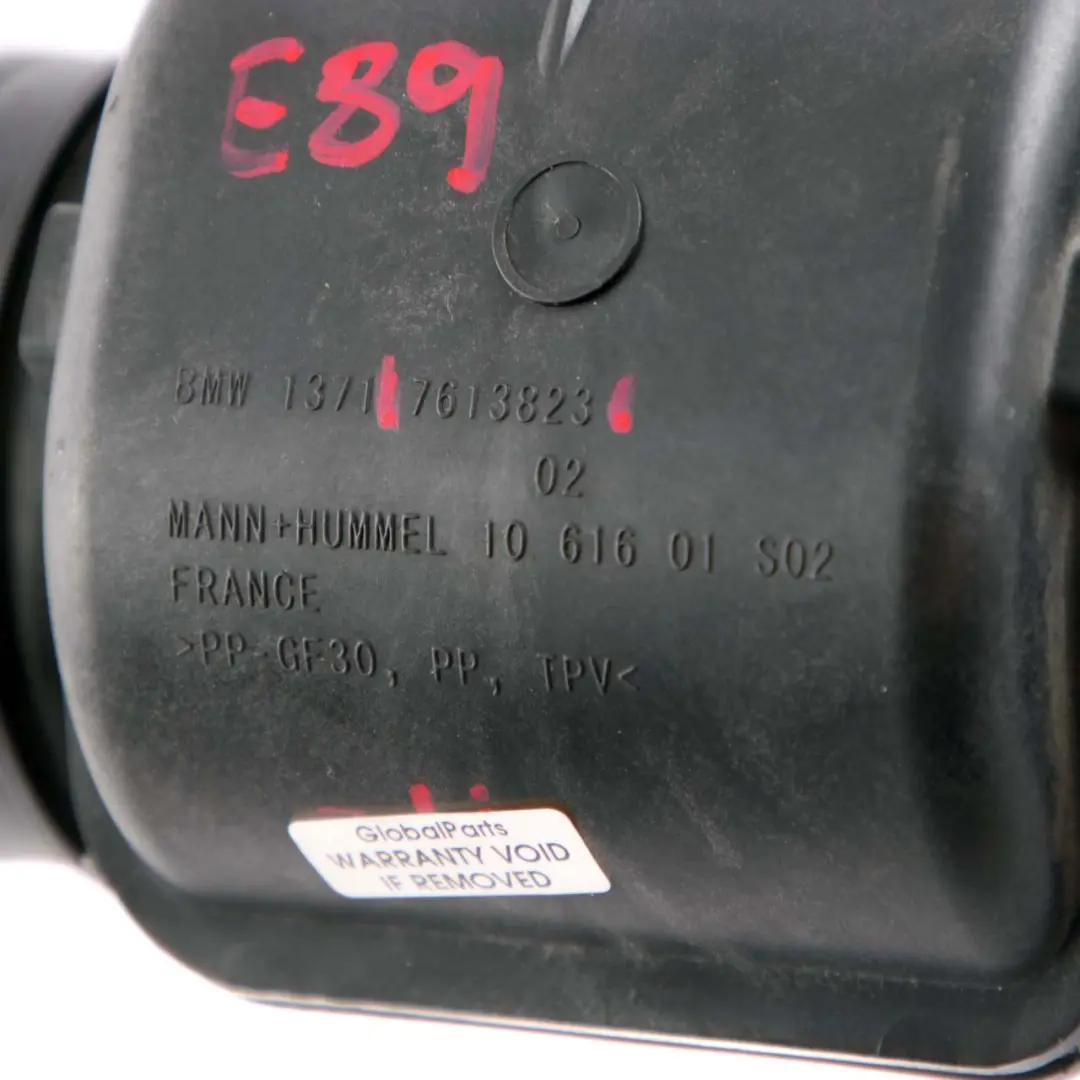 E89
BMW 1371 7613823
02
MANN+HUMMEL 10 616 01 S02
FRANCE
>PP-GF30, PP, TPV<
GlobalParts
WARRANTY VOID
IF REMOVED